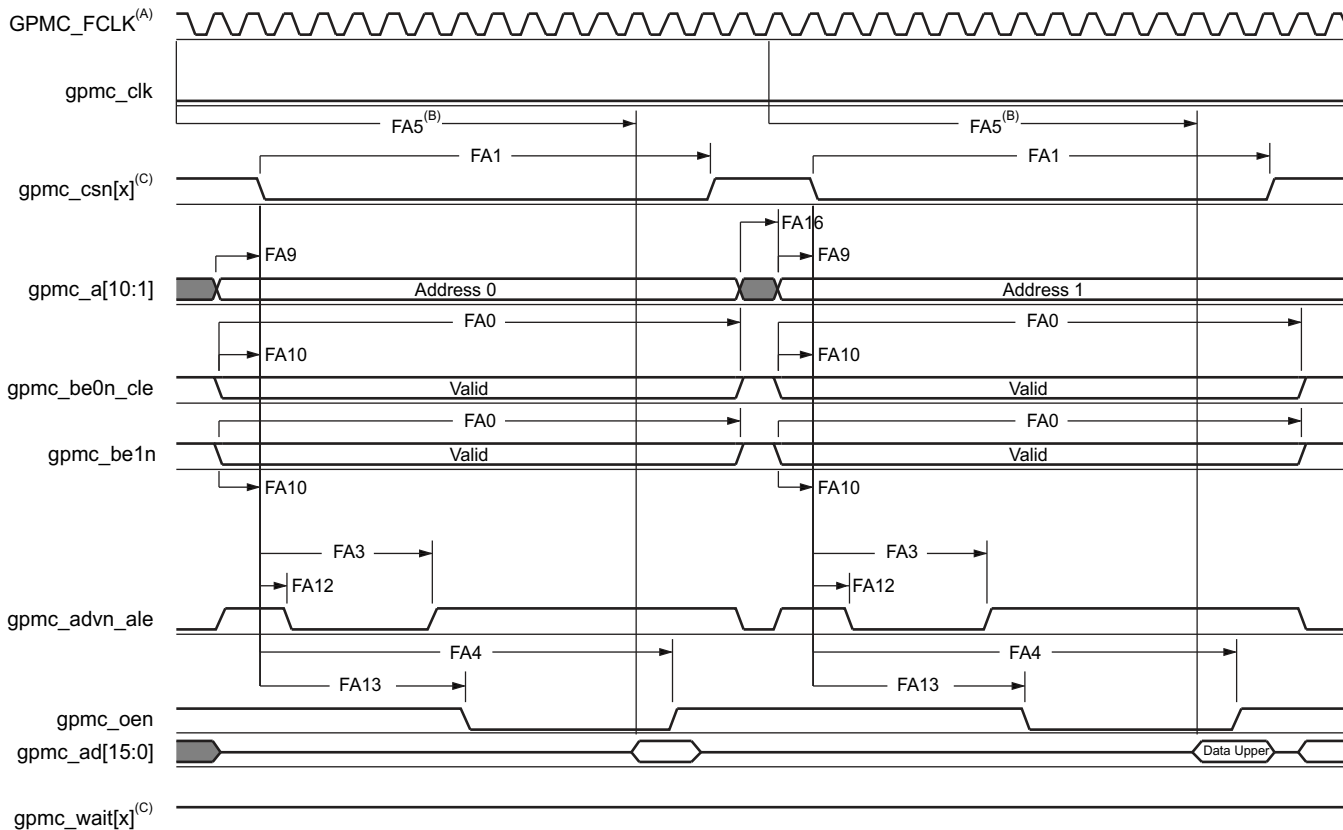 GPMC_FCLK(A)
gpmc_clk
FA5(B) FA5(B)
FA1 FA1
gpmc_csn[x](C)
FA16
FA9 FA9
gpmc_a[10:1] Address 0 Address 1
FA0 FA0
FA10 FA10
gpmc_be0n_cle Valid Valid
FA0 FA0
gpmc_be1n Valid Valid
FA10 FA10
FA3 FA3
FA12 FA12
gpmc_advn_ale
FA4 FA4
FA13 FA13
gpmc_oen
gpmc_ad[15:0] Data Upper
gpmc_wait[x](C)